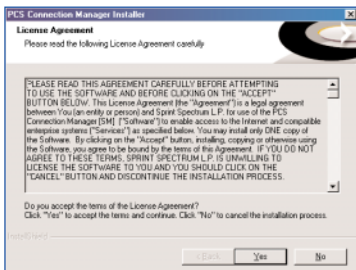 PCS Connection Manager Installer
License Agreement
Please read the following License Agreement carefully
PLEASE READ THIS AGREEMENT CAREFULLY BEFORE ATTEMPTING
TO USE THE SOFTWARE AND BEFORE CLICKING ON THE "ACCEPT"
BUTTON BELOW. This License Agreement (the "Agreement") is a legal agreement
between You (an entity or person) and Sprint Spectrum L.P. for use of the PCS
Connection Manager [SM] ("Software") to enable access to the Internet and compatible
enterprise systems ("Services") as specified below. You may install only ONE copy of
the Software. By clicking on the "Accept" button, installing, copying or otherwise using
the Software, you agree to be bound by the terms of this Agreement. IF YOU DO NOT
AGREE TO THESE TERMS, SPRINT SPECTRUM L.P. IS UNWILLING TO
LICENSE THE SOFTWARE TO YOU AND YOU SHOULD CLICK ON THE
"CANCEL" BUTTON AND DISCONTINUE THE INSTALLATION PROCESS.
Do you accept the terms of the License Agreement?
Click "Yes" to accept the terms and continue. Click "No" to cancel the installation process.
InstallShield
< Back
Yes
No